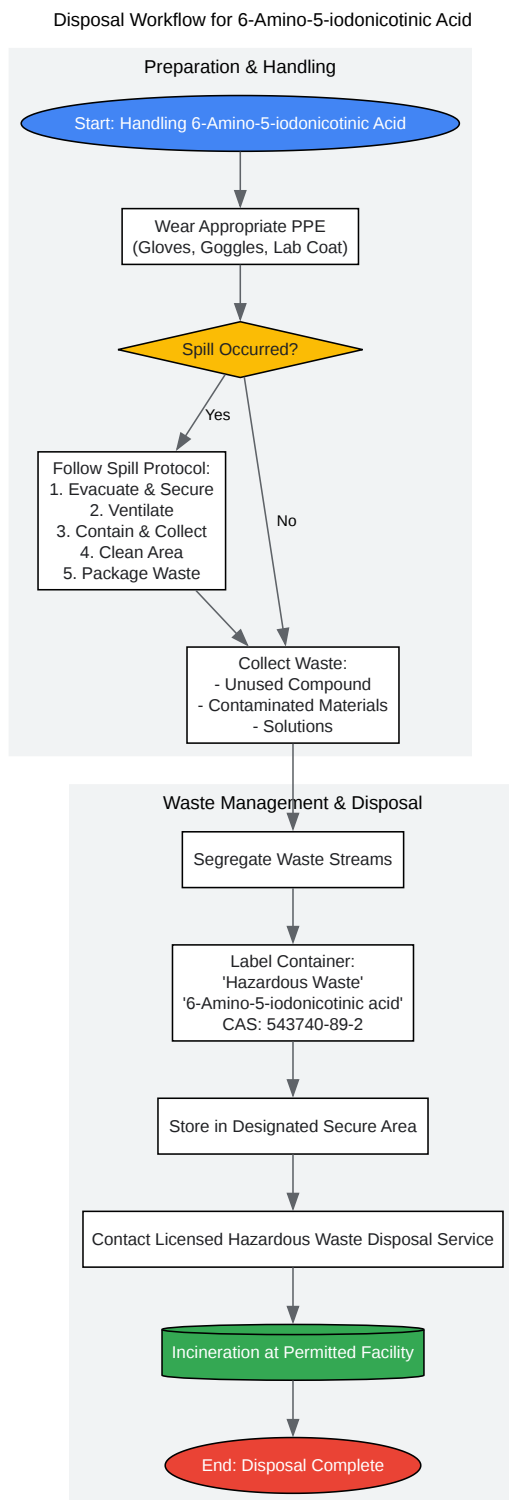 Disposal Workflow for 6-Amino-5-iodonicotinic Acid
Preparation & Handling
Start: Handling 6-Amino-5-iodonicotinic Acid
Wear Appropriate PPE
(Gloves, Goggles, Lab Coat)
Spill Occurred?
Yes
Follow Spill Protocol:
1. Evacuate & Secure
2. Ventilate
3. Contain & Collect
4. Clean Area
5. Package Waste
No
Collect Waste:
- Unused Compound
- Contaminated Materials
- Solutions
Waste Management & Disposal
Segregate Waste Streams
Label Container:
'Hazardous Waste'
'6-Amino-5-iodonicotinic acid'
CAS: 543740-89-2
Store in Designated Secure Area
Contact Licensed Hazardous Waste Disposal Service
Incineration at Permitted Facility
End: Disposal Complete